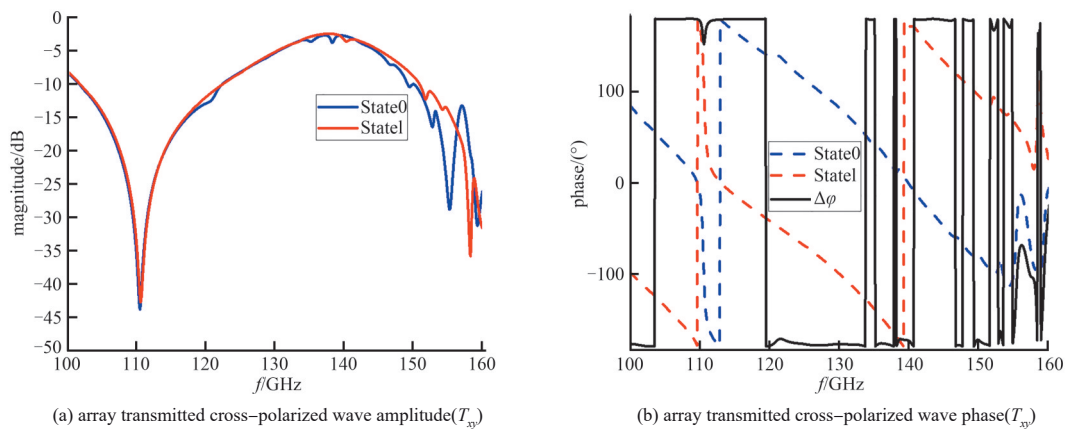 0
−5
−10
−15
−20
−25
−30
−35
−40
−45
−50
magnitude/dB
State0
Statel
100
110
120
130
140
150
160
f/GHz
(a) array transmitted cross−polarized wave amplitude(Txy)
100
0
−100
phase/(°)
State0
Statel
Δφ
100
110
120
130
140
150
160
f/GHz
(b) array transmitted cross−polarized wave phase(Txy)